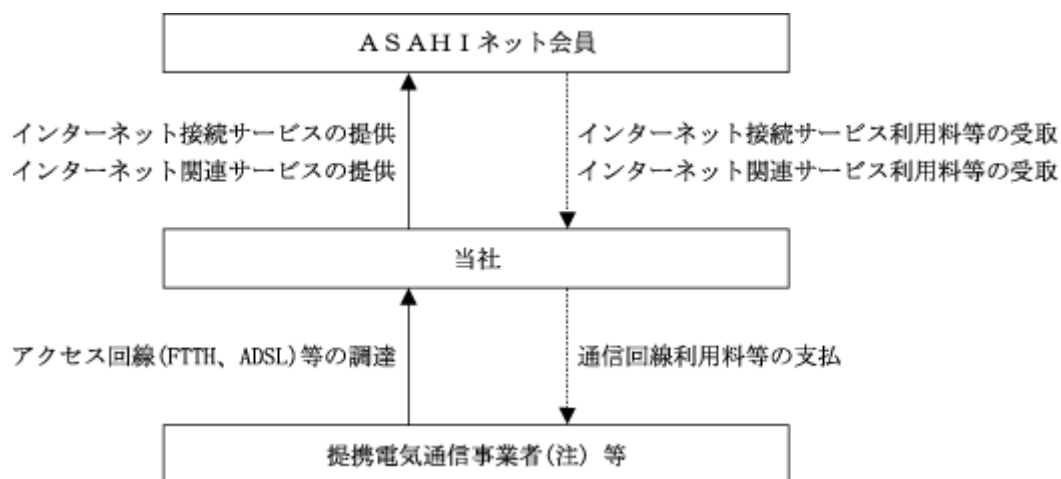 ＡＳＡＨＩネット会員
インターネット接続サービスの提供
インターネット関連サービスの提供
インターネット接続サービス利用料等の受取
インターネット関連サービス利用料等の受取
当社
アクセス回線(FTTH、ADSL)等の調達
通信回線利用料等の支払
提携電気通信事業者(注) 等